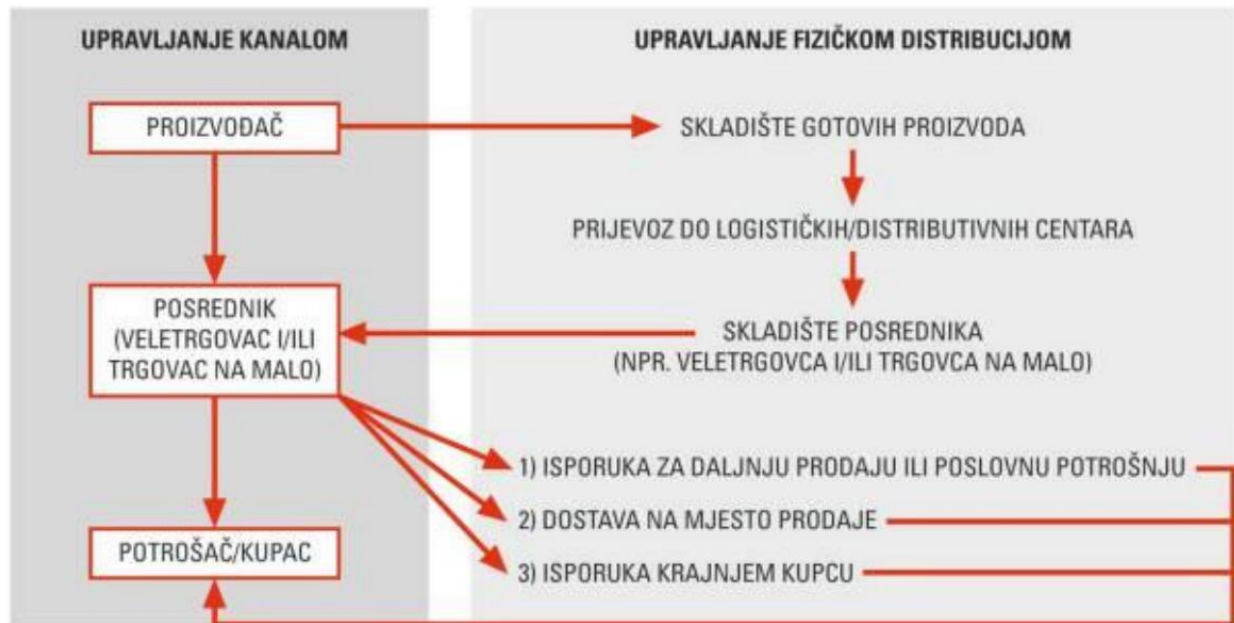 UPRAVLJANJE KANALOM
UPRAVLJANJE FIZIČKOM DISTRIBUCIJOM
PROIZVOĐAČ
SKLADIŠTE GOTOVIH PROIZVODA
PRIJEVOZ DO LOGISTIČKIH/DISTRIBUTIVNIH CENTARA
POSREDNIK
(VELETRGOVAC I/ILI
TRGOVAC NA MALO)
SKLADIŠTE POSREDNIKA
(NPR. VELETRGOVCA I/ILI TRGOVCA NA MALO)
1) ISPORUKA ZA DALJNJU PRODAJU ILI POSLOVNU POTROŠNJU
2) DOSTAVA NA MJESTO PRODAJE
3) ISPORUKA KRAJNJEM KUPCU
POTROŠAČ/KUPAC